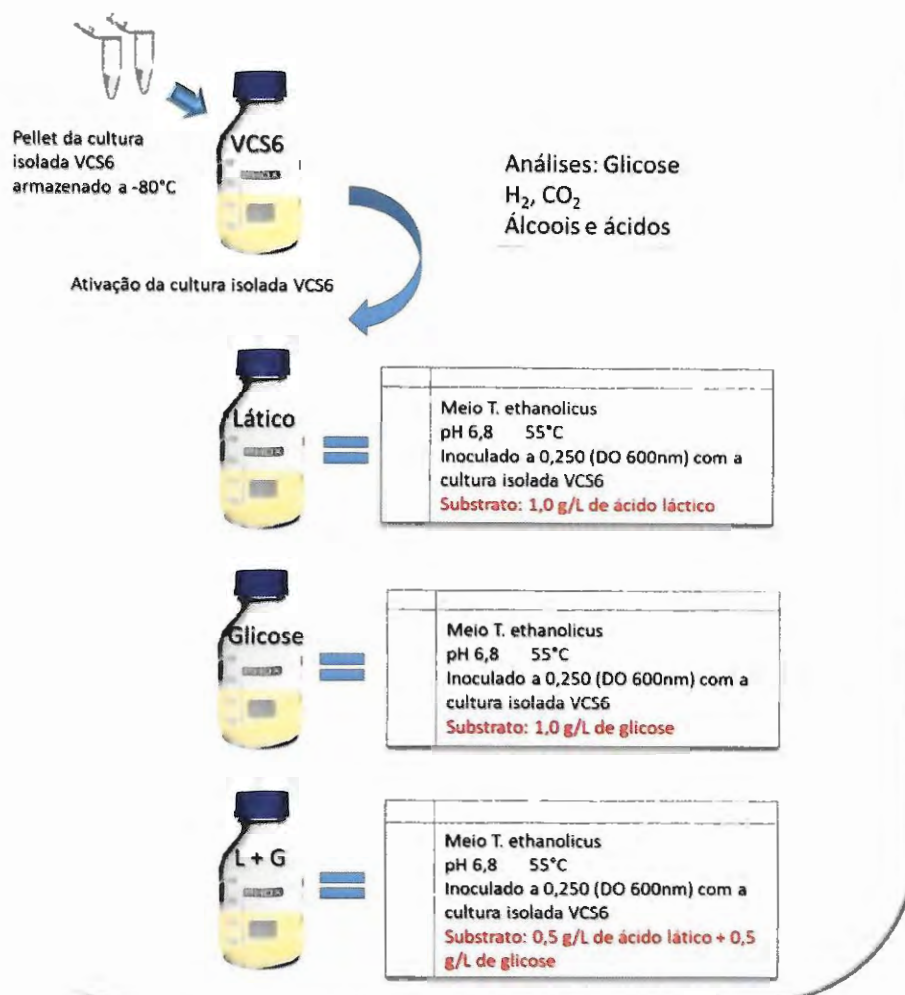 Pellet da cultura
isolada VCS6
armazenado a -80°C
VCS6
Análises: Glicose
H₂, CO₂
Álcoois e ácidos
Ativação da cultura isolada VCS6
Lático
Meio T. ethanolicus
pH 6,8 55°C
Inoculado a 0,250 (DO 600nm) com a
cultura isolada VCS6
Substrato: 1,0 g/L de ácido láctico
Glicose
Meio T. ethanolicus
pH 6,8 55°C
Inoculado a 0,250 (DO 600nm) com a
cultura isolada VCS6
Substrato: 1,0 g/L de glicose
L + G
Meio T. ethanolicus
pH 6,8 55°C
Inoculado a 0,250 (DO 600nm) com a
cultura isolada VCS6
Substrato: 0,5 g/L de ácido lático + 0,5
g/L de glicose